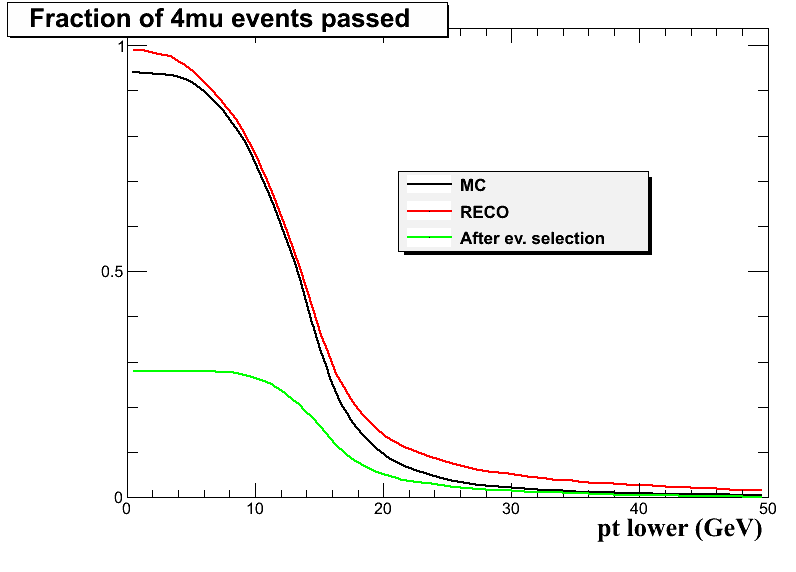 Fraction of 4mu events passed
1
MC
RECO
After ev. selection
0.5
0
0 10 20 30 40 50
pt lower (GeV)